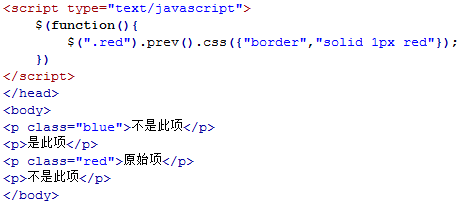 <script type="text/javascript">
$(function(){
$(".red").prev().css({"border","solid 1px red"});
})
</script>
</head>
<body>
<p class="blue">不是此项</p>
<p>是此项</p>
<p class="red">原始项</p>
<p>不是此项</p>
</body>